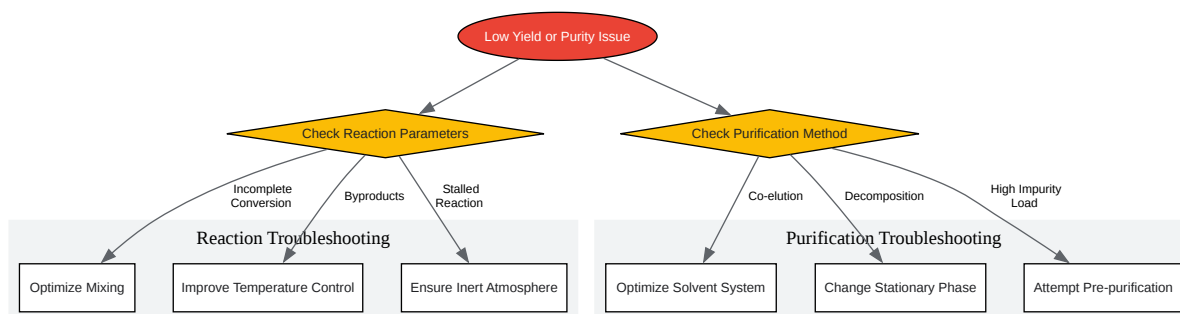 Low Yield or Purity Issue
Check Reaction Parameters
Check Purification Method
Incomplete
Conversion
Byproducts
Stalled
Reaction
Co-elution
Decomposition
High Impurity
Load
Reaction Troubleshooting
Purification Troubleshooting
Optimize Mixing
Improve Temperature Control
Ensure Inert Atmosphere
Optimize Solvent System
Change Stationary Phase
Attempt Pre-purification